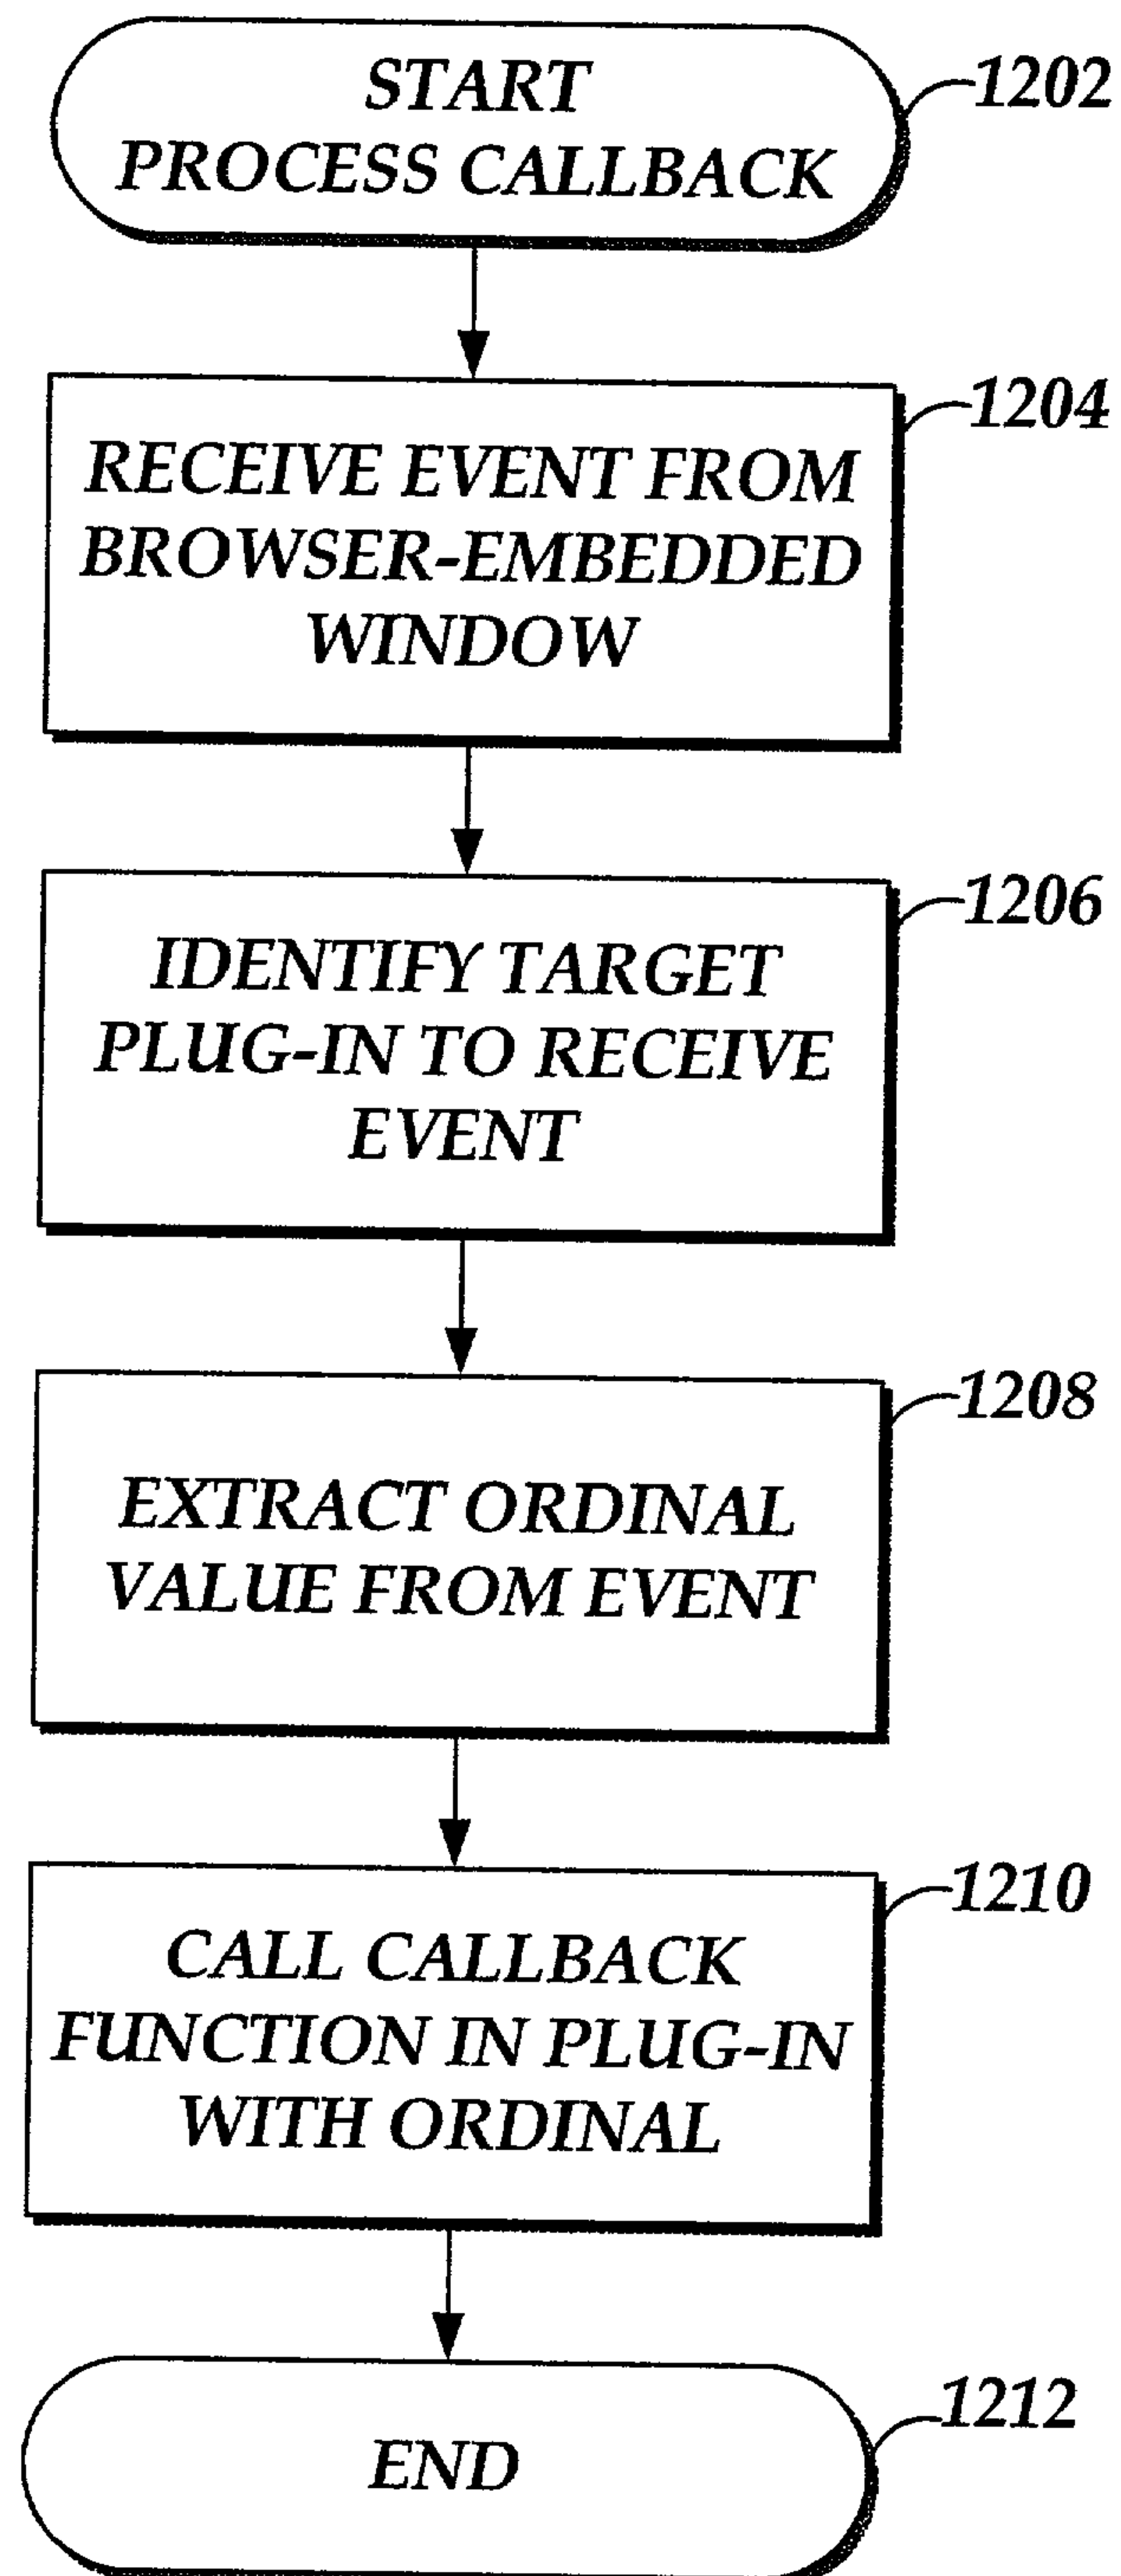 START
PROCESS CALLBACK
1202
RECEIVE EVENT FROM
BROWSER-EMBEDDED
WINDOW
1204
IDENTIFY TARGET
PLUG-IN TO RECEIVE
EVENT
1206
EXTRACT ORDINAL
VALUE FROM EVENT
1208
CALL CALLBACK
FUNCTION IN PLUG-IN
WITH ORDINAL
1210
END
1212